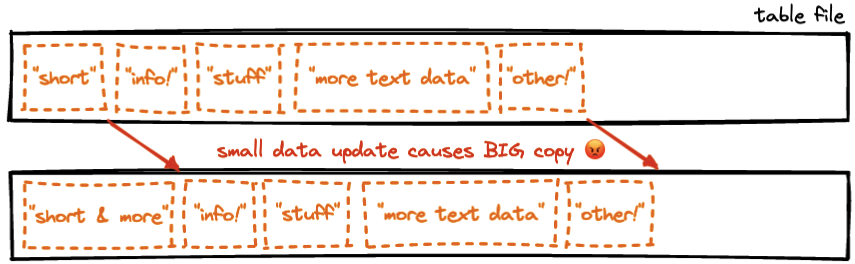 table file
"short" "info!" "stuff" "more text data" "other!"
small data update causes BIG copy 😡
"short & more" "info!" "stuff" "more text data" "other!"